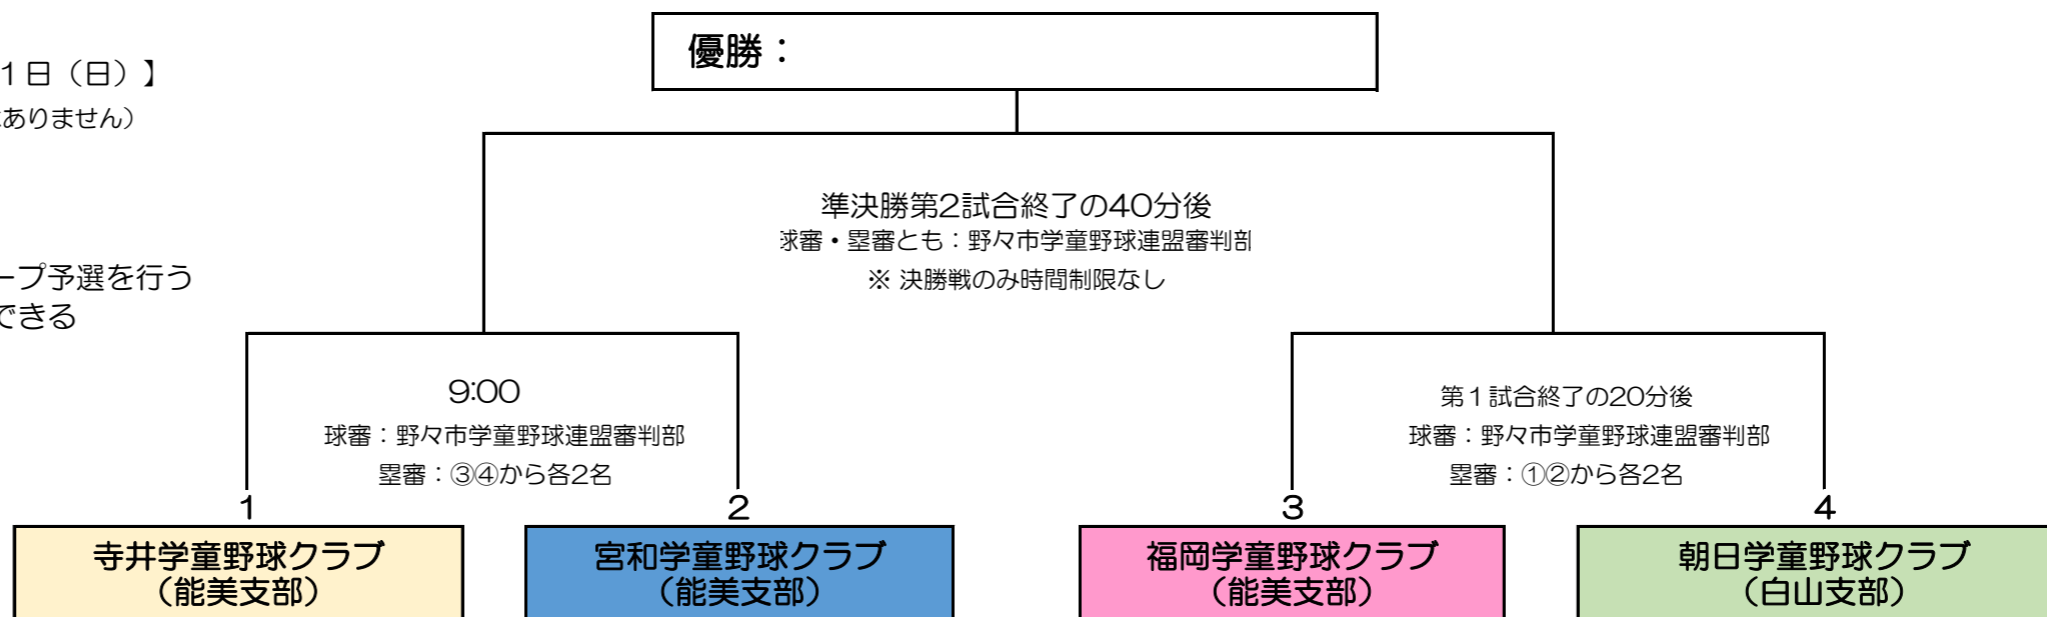 優勝：
1日（日）】
ありません）
準決勝第2試合終了の40分後
球審・塁審とも：野々市学童野球連盟審判部
※ 決勝戦のみ時間制限なし
ープ予選を行う
できる
9:00
球審：野々市学童野球連盟審判部
塁審：③④から各2名
第１試合終了の20分後
球審：野々市学童野球連盟審判部
塁審：①②から各2名
1
2
3
4
寺井学童野球クラブ
（能美支部）
宮和学童野球クラブ
（能美支部）
福岡学童野球クラブ
（能美支部）
朝日学童野球クラブ
（白山支部）